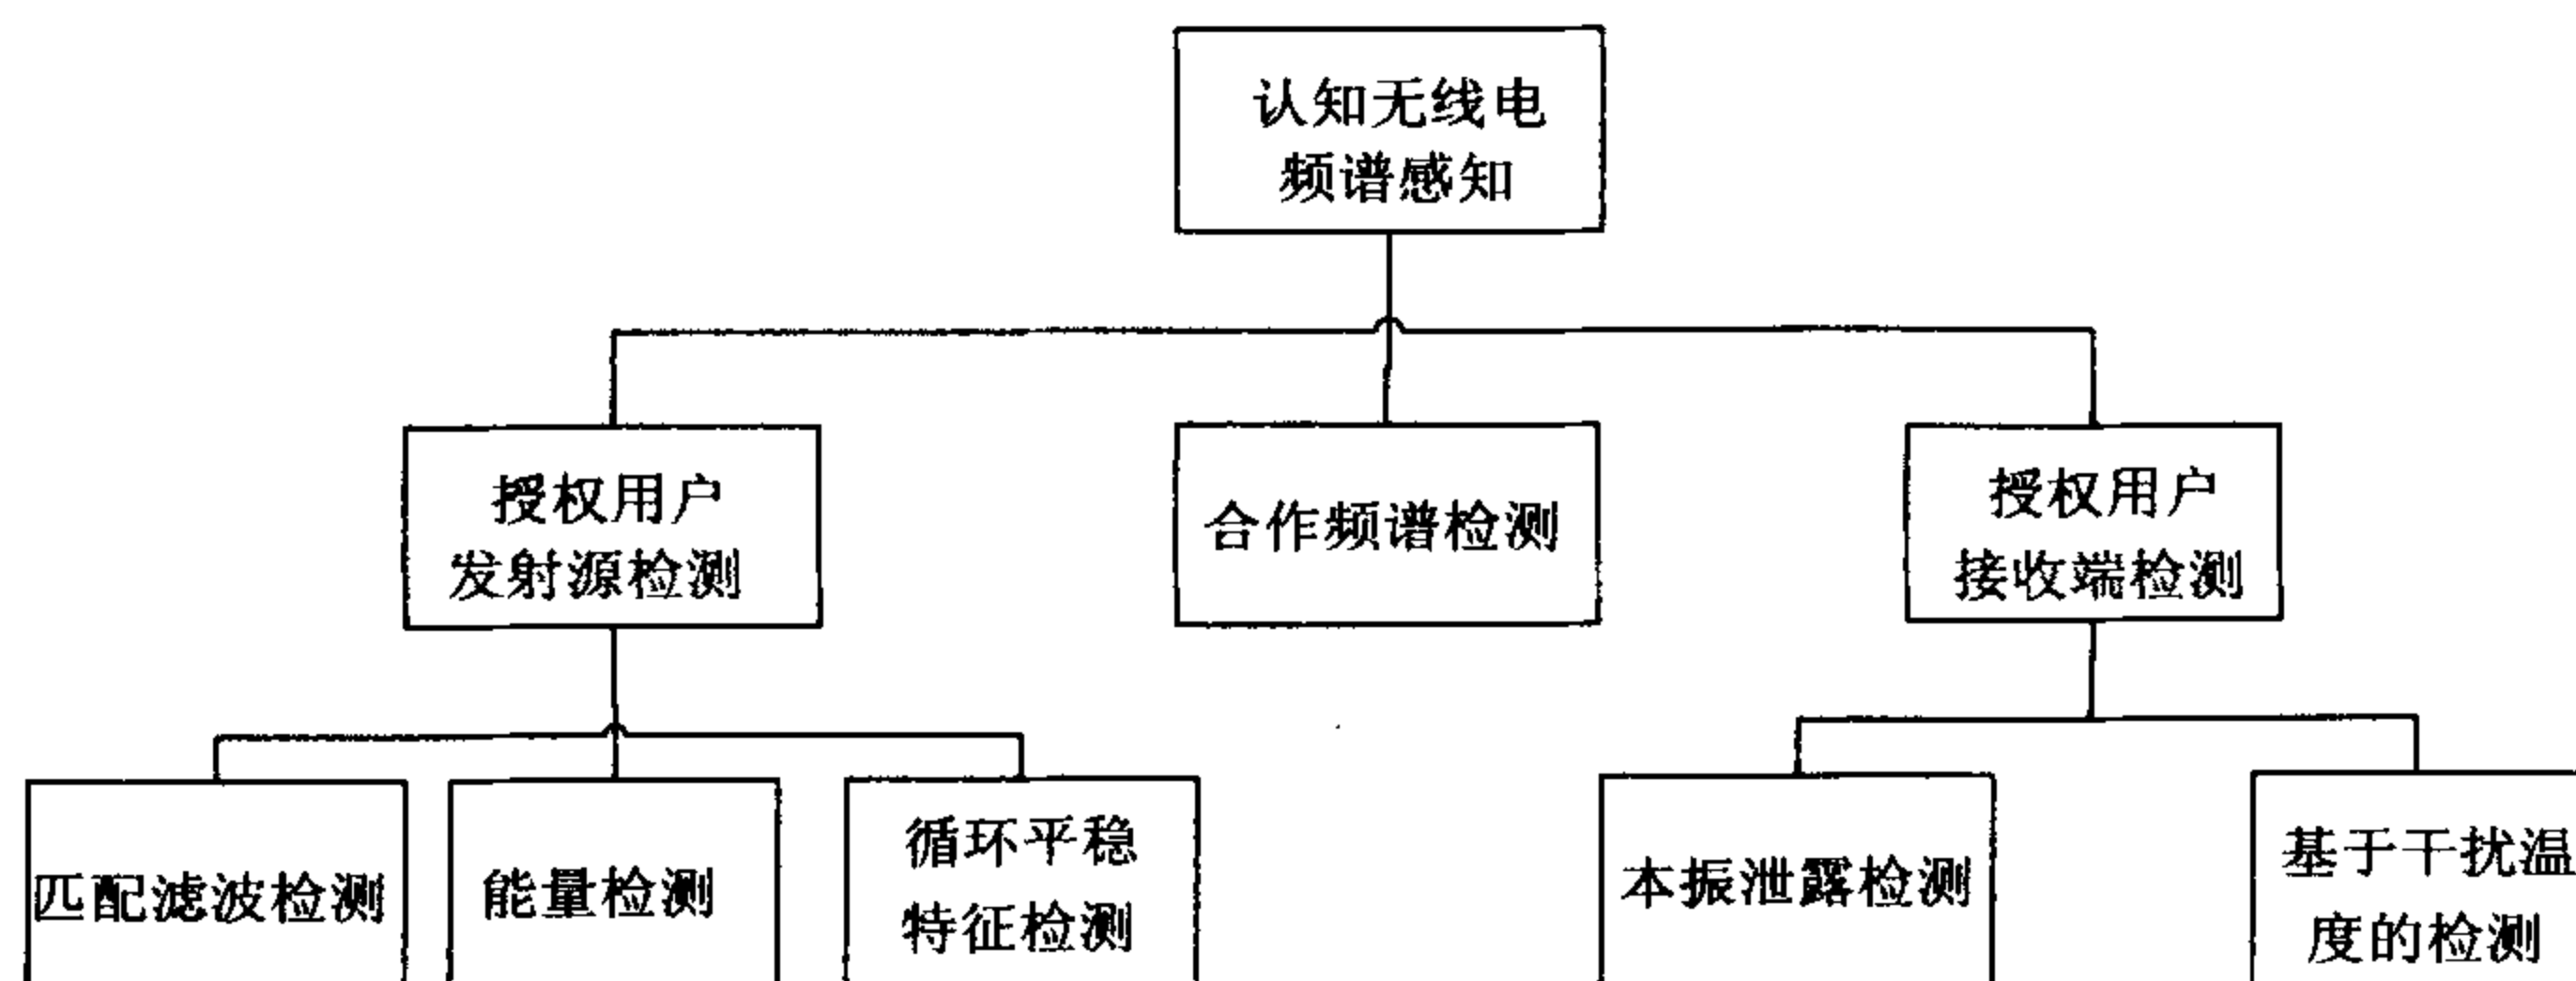 认知无线电
频谱感知
授权用户
发射源检测
合作频谱检测
授权用户
接收端检测
匹配滤波检测
能量检测
循环平稳
特征检测
本振泄露检测
基于干扰温
度的检测